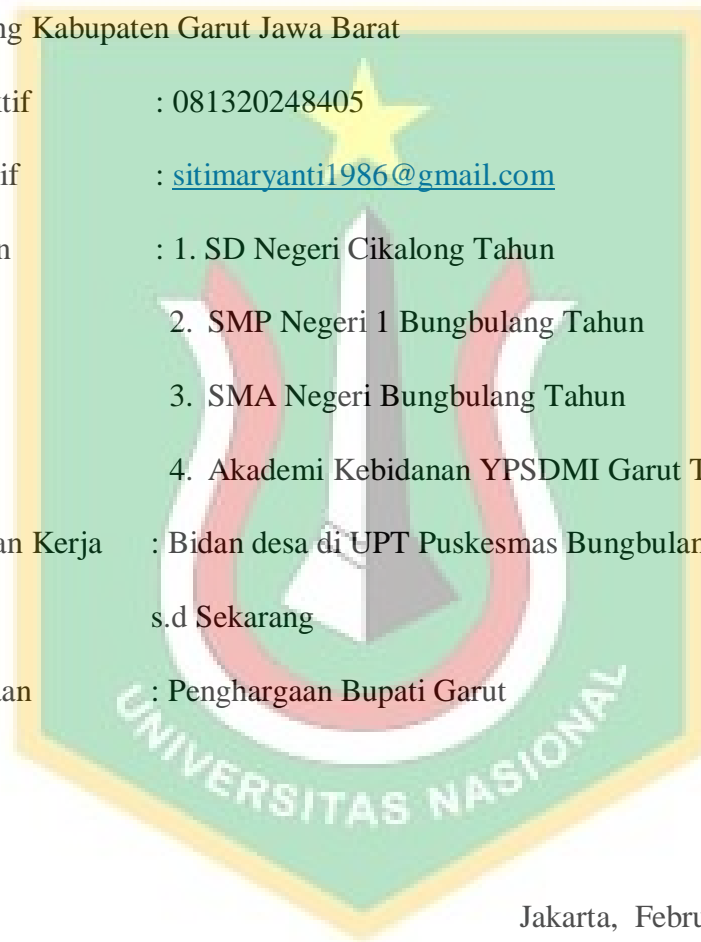 ng Kabupaten Garut Jawa Barat
tif : 081320248405
if : sitimaryanti1986@gmail.com
n : 1. SD Negeri Cikalong Tahun
2. SMP Negeri 1 Bungbulang Tahun
3. SMA Negeri Bungbulang Tahun
4. Akademi Kebidanan YPSDMI Garut T
an Kerja : Bidan desa di UPT Puskesmas Bungbulan
s.d Sekarang
aan : Penghargaan Bupati Garut
UNIVERSITAS NASIONAL
Jakarta, Febru